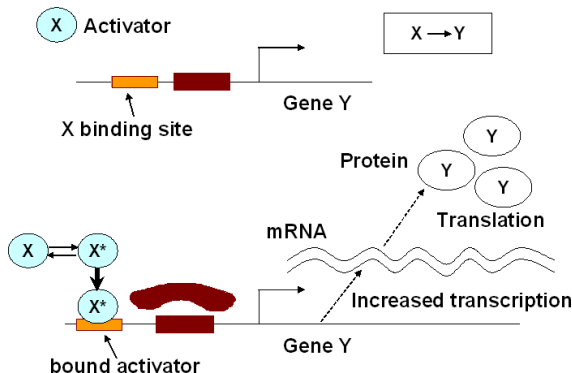 X Activator
X → Y
Gene Y
X binding site
Y
Protein
Y
Y
Translation
mRNA
X X*
X*
Increased transcription
Gene Y
bound activator